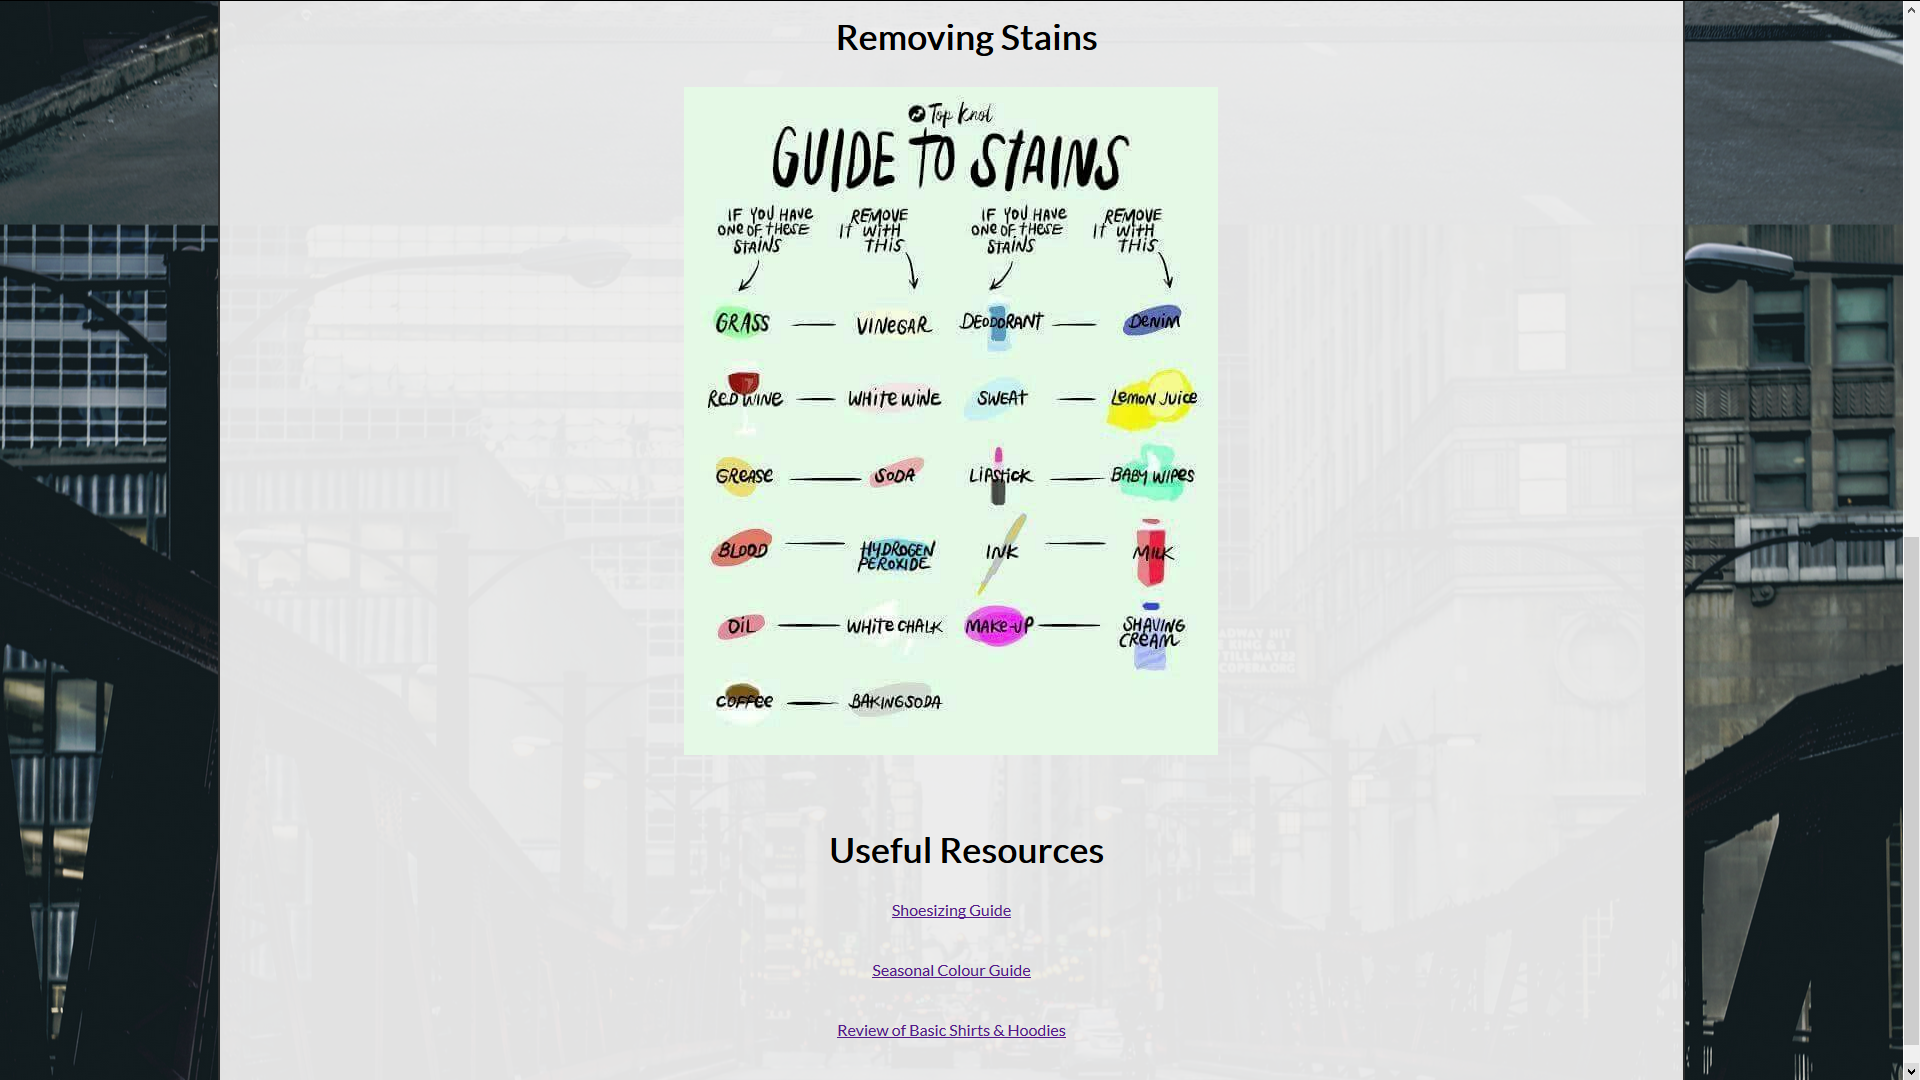 Removing Stains
Top Knot
GUIDE TO STAINS
IF YOU HAVE
ONE OF THESE
STAINS
REMOVE
IT WITH
THIS
IF YOU HAVE
ONE OF THESE
STAINS
REMOVE
IT WITH
THIS
GRASS
VINEGAR
DEODORANT
DENIM
RED WINE
WHITE WINE
SWEAT
LEMON JUICE
GREASE
SODA
LIPSTICK
BABY WIPES
BLOOD
HYDROGEN
PEROXIDE
INK
MILK
OIL
WHITE CHALK
MAKE-UP
SHAVING
CREAM
COFFEE
BAKING SODA
Useful Resources
Shoesizing Guide
Seasonal Colour Guide
Review of Basic Shirts & Hoodies